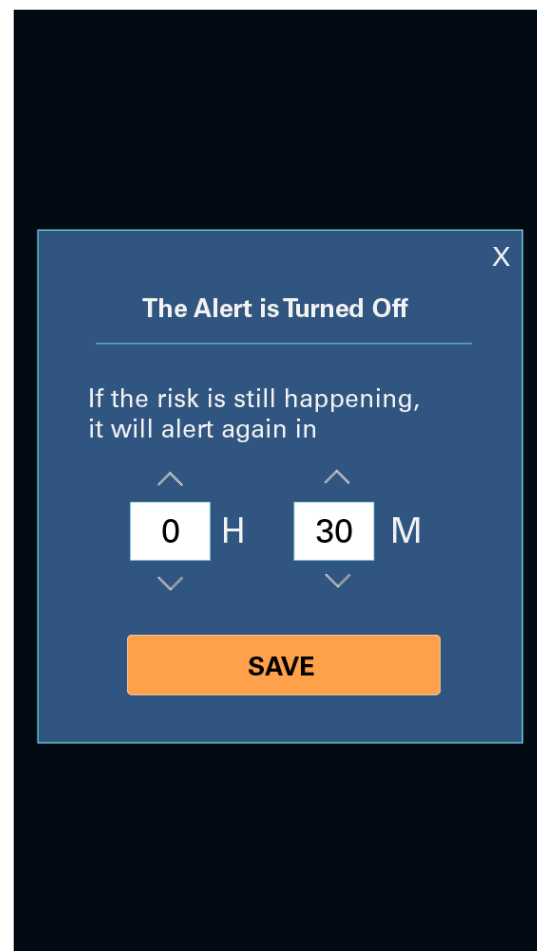 X
The Alert is Turned Off
If the risk is still happening,
it will alert again in
0 H 30 M
SAVE